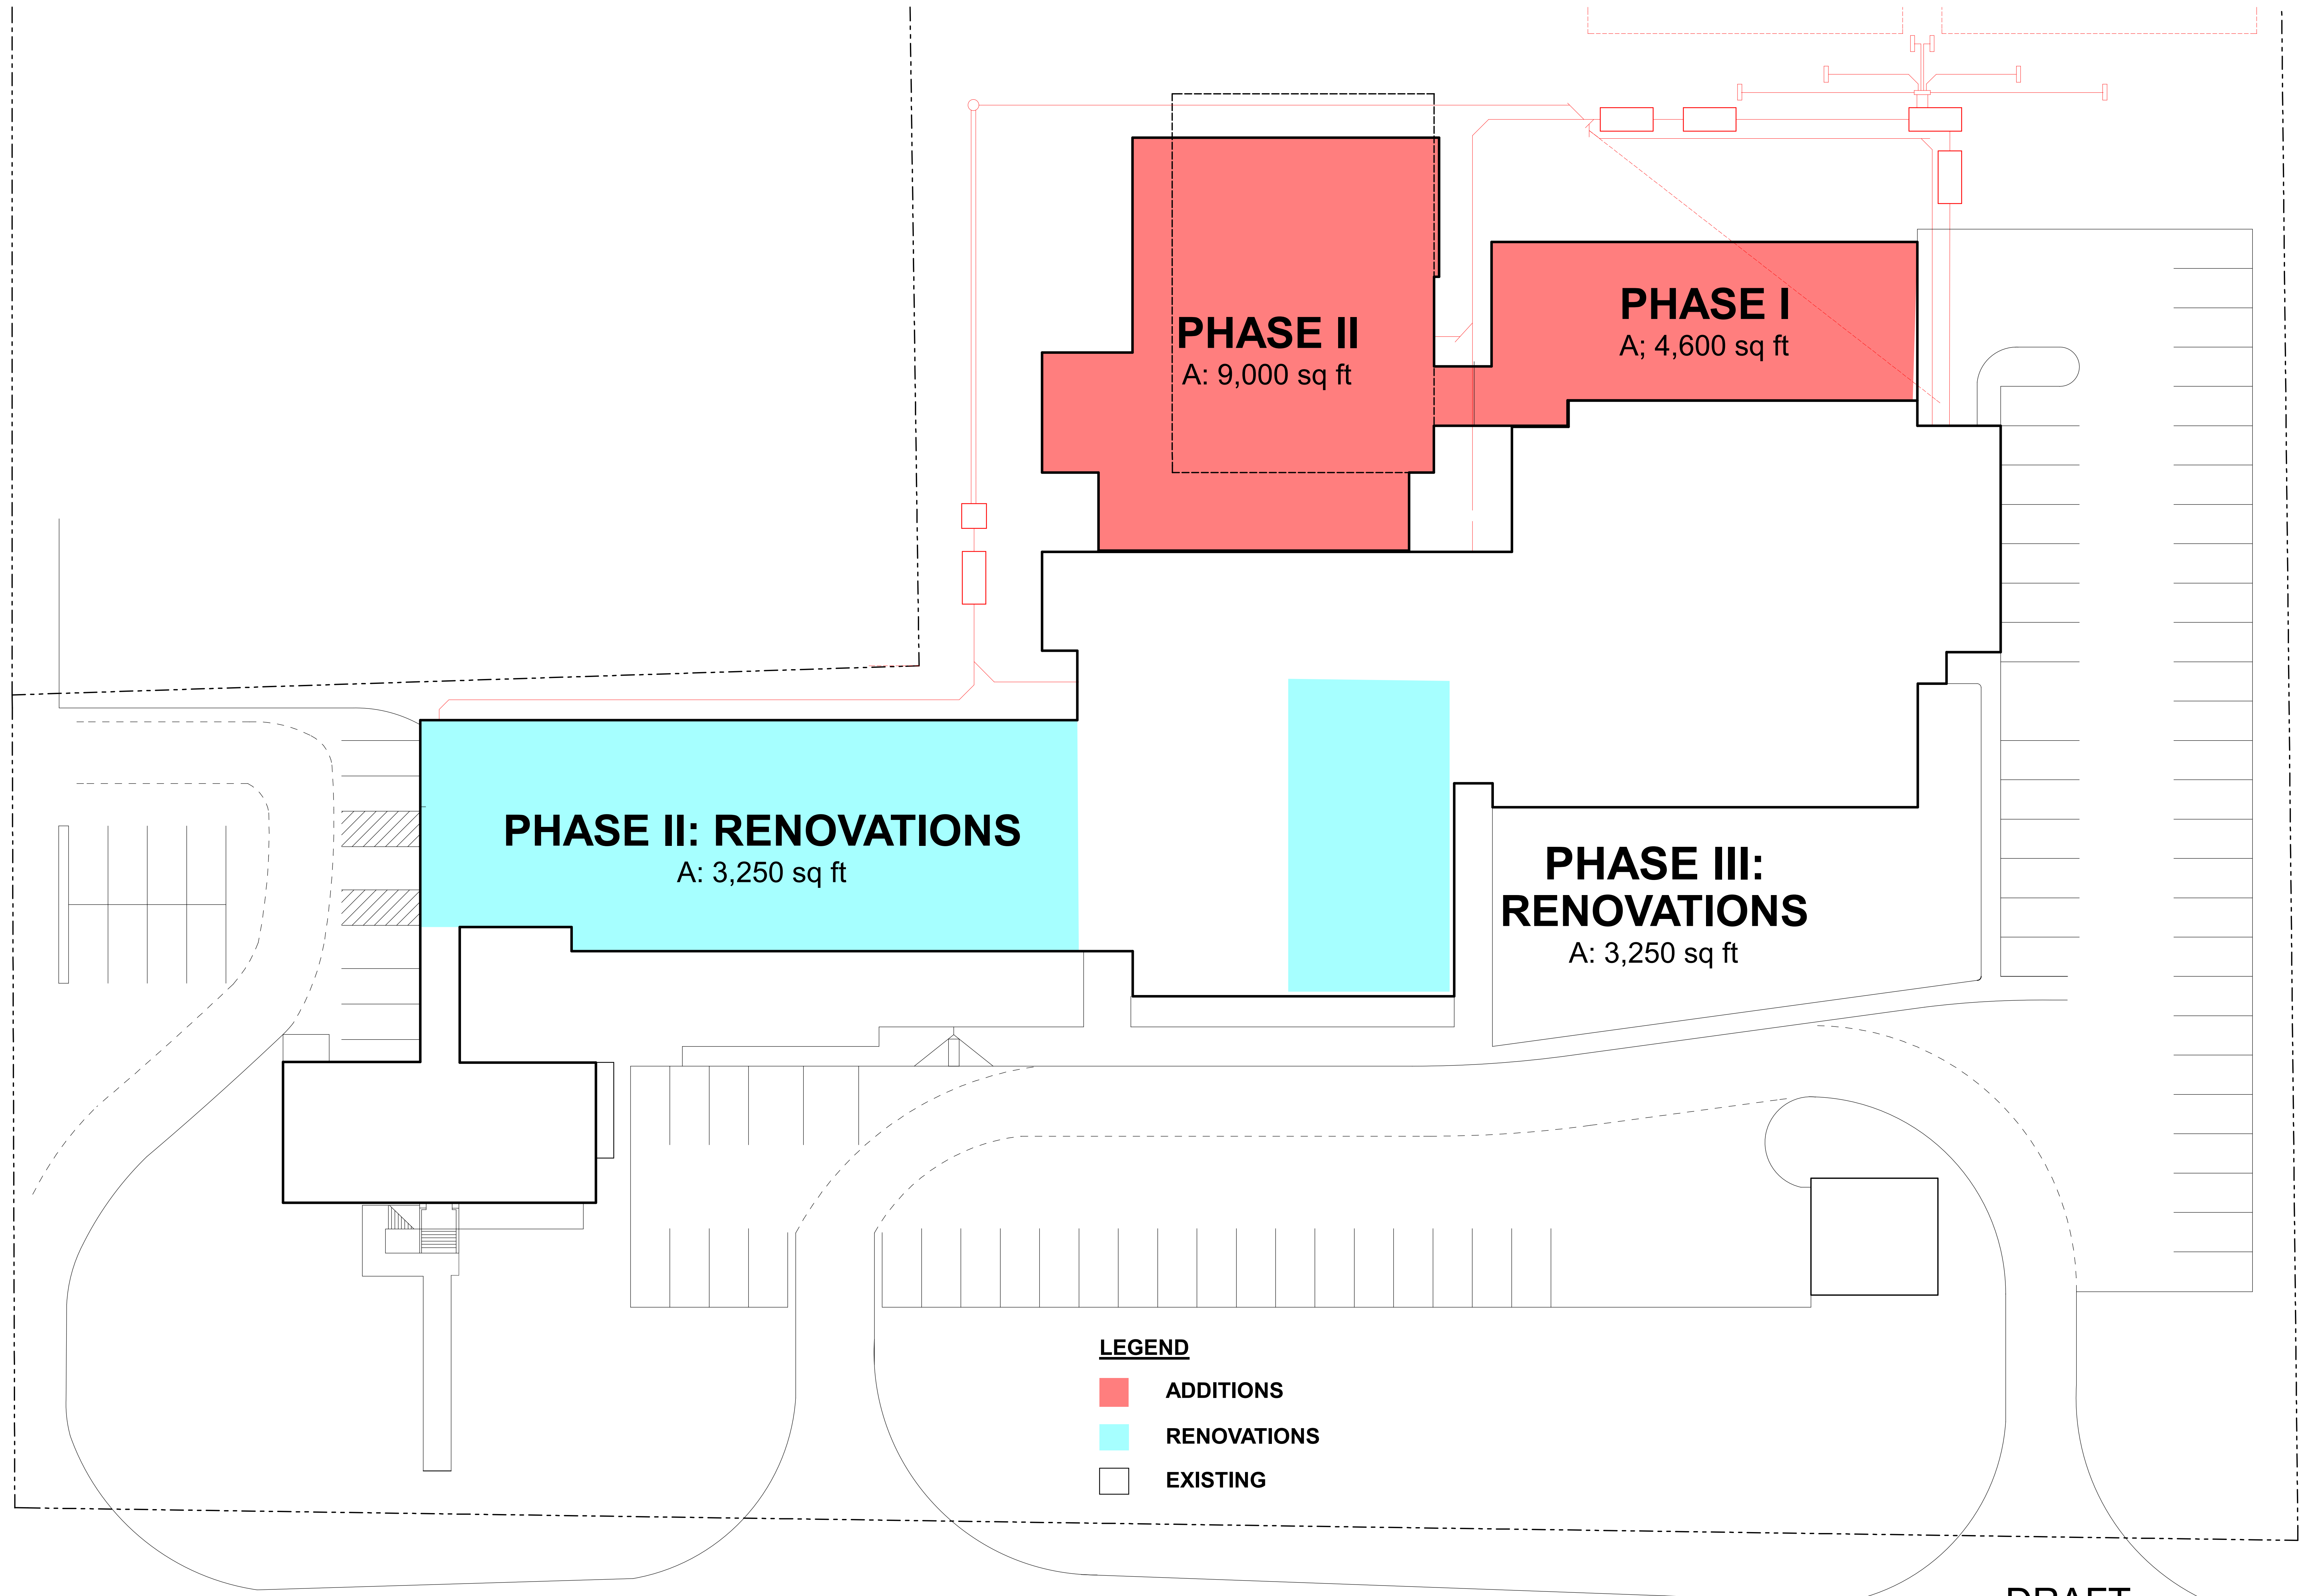 PHASE II
A: 9,000 sq ft
PHASE I
A; 4,600 sq ft
PHASE II: RENOVATIONS
A: 3,250 sq ft
PHASE III:
RENOVATIONS
A: 3,250 sq ft
LEGEND
ADDITIONS
RENOVATIONS
EXISTING
DRAFT